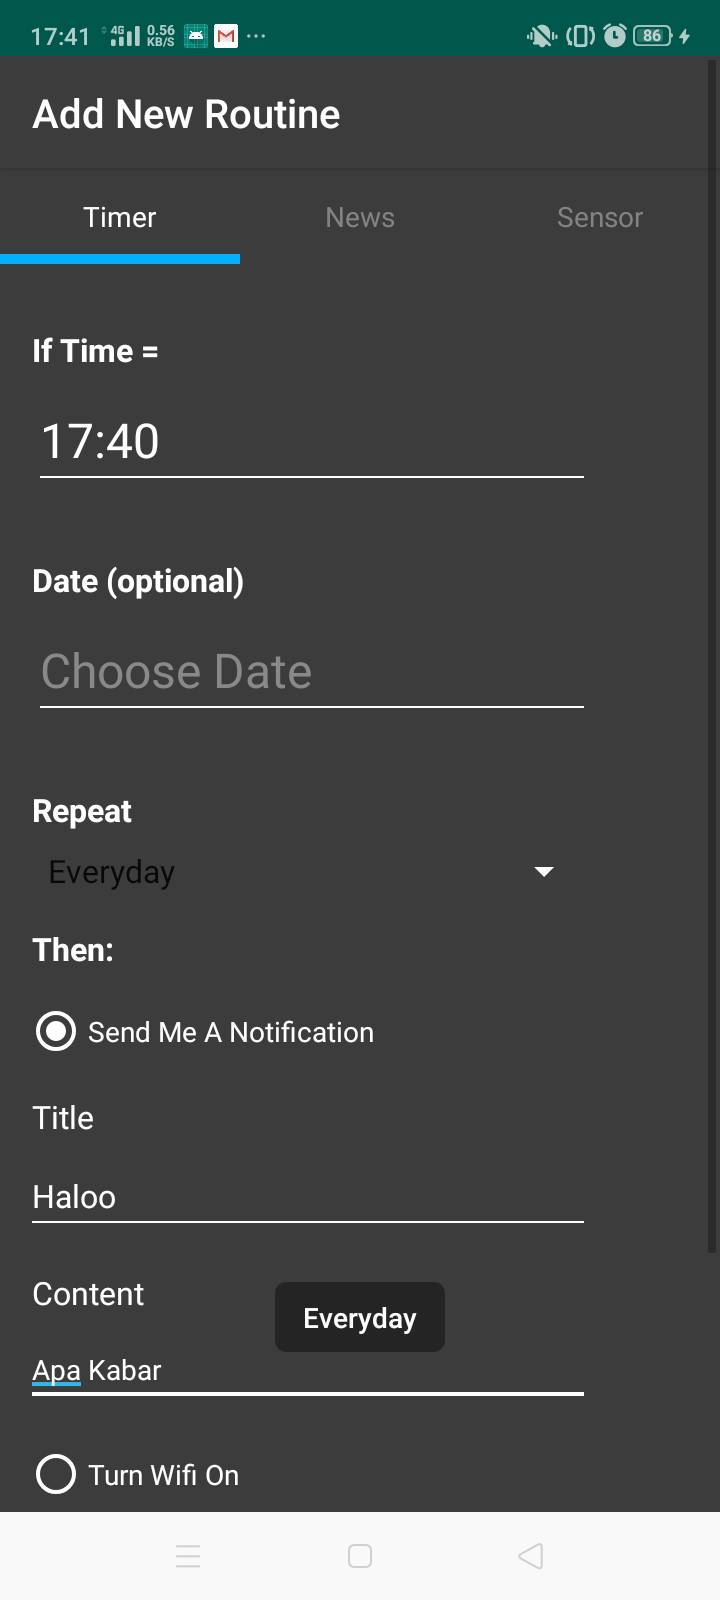 17:41 4G 0.56 KB/S 86
Add New Routine
Timer News Sensor
If Time =
17:40
Date (optional)
Choose Date
Repeat
Everyday
Then:
Send Me A Notification
Title
Haloo
Content
Everyday
Apa Kabar
Turn Wifi On